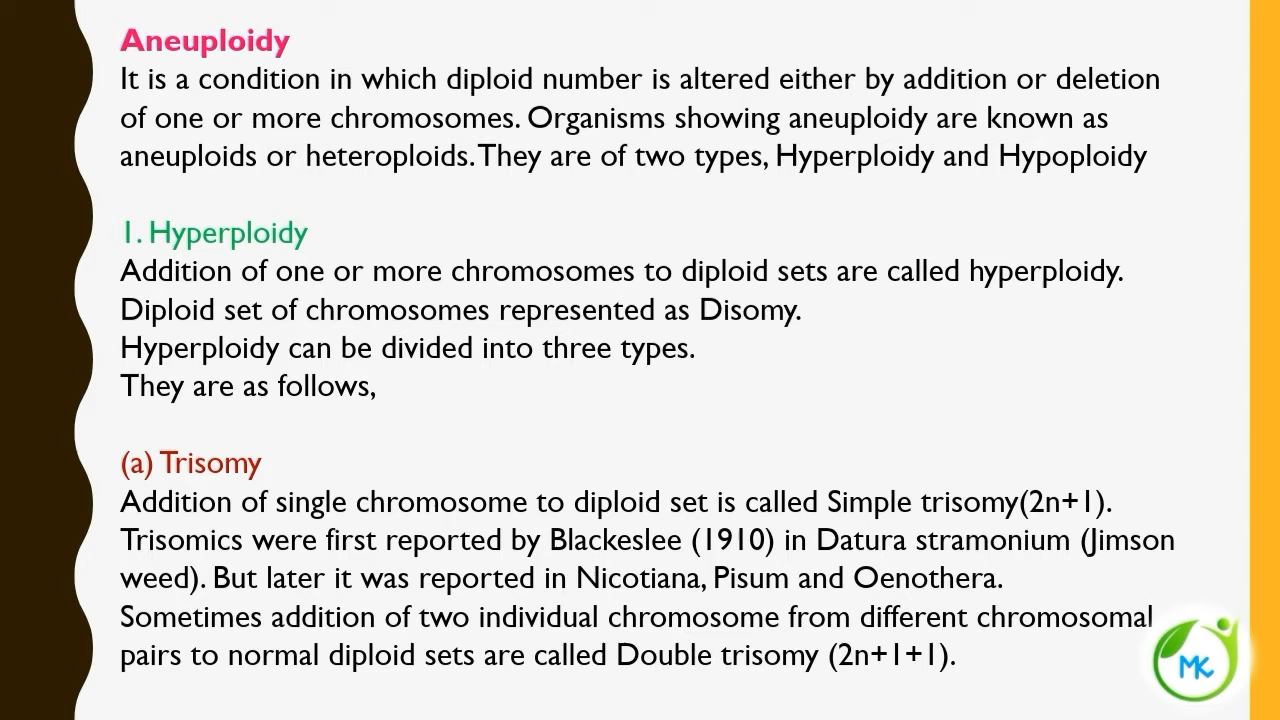 Aneuploidy
It is a condition in which diploid number is altered either by addition or deletion
of one or more chromosomes. Organisms showing aneuploidy are known as
aneuploids or heteroploids. They are of two types, Hyperploidy and Hypoploidy
1. Hyperploidy
Addition of one or more chromosomes to diploid sets are called hyperploidy.
Diploid set of chromosomes represented as Disomy.
Hyperploidy can be divided into three types.
They are as follows,
(a) Trisomy
Addition of single chromosome to diploid set is called Simple trisomy(2n+1).
Trisomics were first reported by Blackeslee (1910) in Datura stramonium (Jimson
weed). But later it was reported in Nicotiana, Pisum and Oenothera.
Sometimes addition of two individual chromosome from different chromosomal
pairs to normal diploid sets are called Double trisomy (2n+1+1).
MK